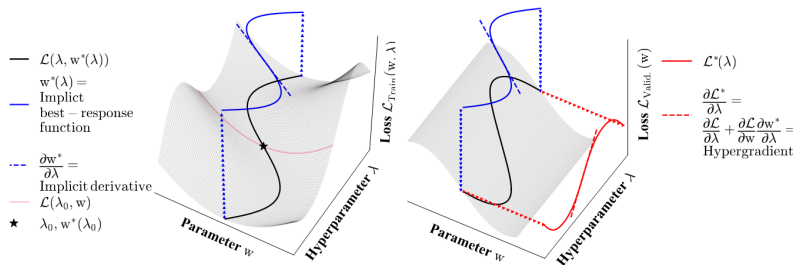 ℒ(λ, w*(λ))
w*(λ) =
Implict
best − response
function
∂w*/∂λ =
Implicit derivative
ℒ(λ₀, w)
λ₀, w*(λ₀)
Parameter w
Hyperparameter λ
Loss ℒTrain(w, λ)
Parameter w
Hyperparameter λ
Loss ℒValid.(w)
ℒ*(λ)
∂ℒ*/∂λ =
∂ℒ/∂λ + ∂ℒ/∂w ∂w*/∂λ =
Hypergradient